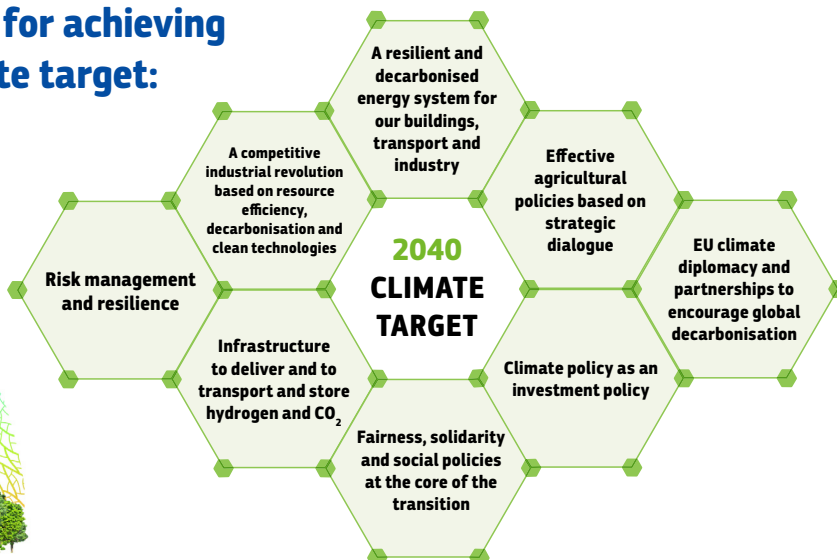 for achieving
te target:
A resilient and
decarbonised
energy system for
our buildings,
transport and
industry
A competitive
industrial revolution
based on resource
efficiency,
decarbonisation and
clean technologies
Effective
agricultural
policies based on
strategic
dialogue
Risk management
and resilience
2040
CLIMATE
TARGET
EU climate
diplomacy and
partnerships to
encourage global
decarbonisation
Infrastructure
to deliver and to
transport and store
hydrogen and CO₂
Climate policy as an
investment policy
Fairness, solidarity
and social policies
at the core of the
transition